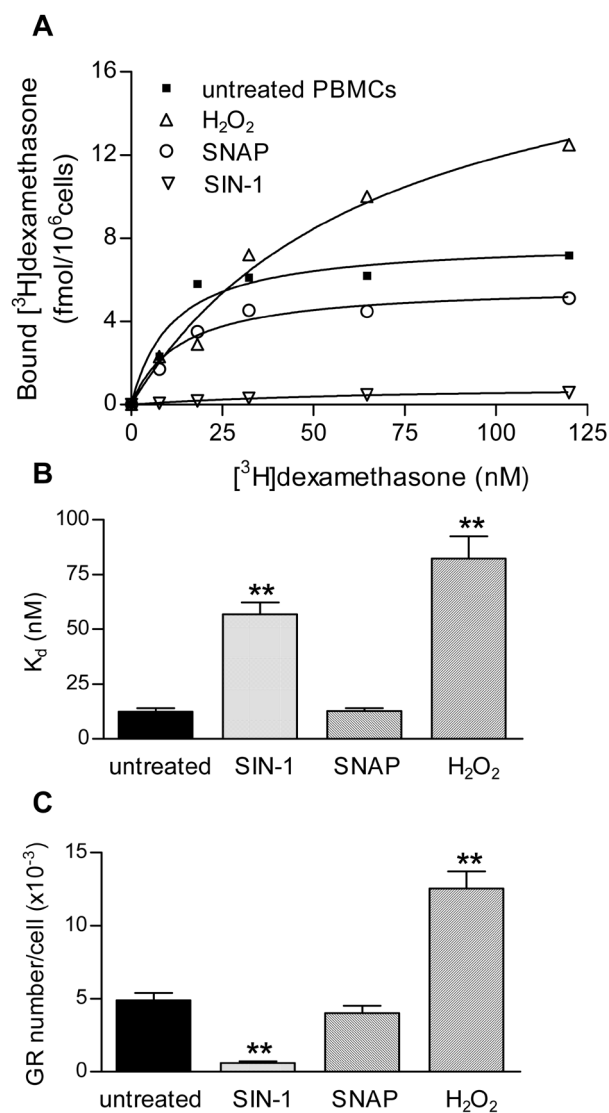 A
Bound [³H]dexamethasone
(fmol/10⁶cells)
16
12
8
4
0
untreated PBMCs
H₂O₂
SNAP
SIN-1
0
25
50
75
100
125
[³H]dexamethasone (nM)
B
K_d (nM)
100
75
50
25
0
**
**
untreated
SIN-1
SNAP
H₂O₂
C
GR number/cell (x10⁻³)
15
10
5
0
**
**
untreated
SIN-1
SNAP
H₂O₂